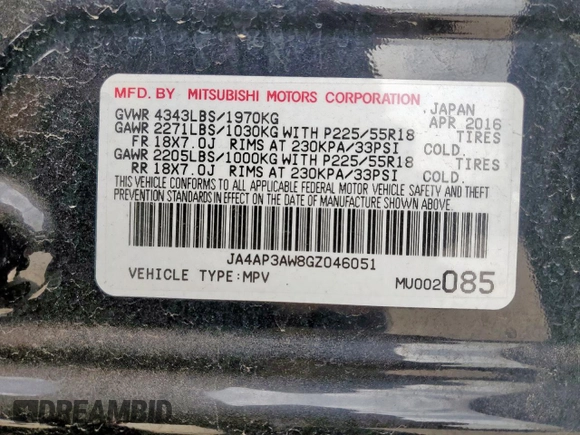 MFD. BY MITSUBISHI MOTORS CORPORATION JAPAN
GVWR 4343LBS/1970KG APR 2016
GAWR 2271LBS/1030KG WITH P225/55R18 TIRES
FR 18X7.0J RIMS AT 230KPA/33PSI COLD.
GAWR 2205LBS/1000KG WITH P225/55R18 TIRES
RR 18X7.0J RIMS AT 230KPA/33PSI COLD.
THIS VEHICLE CONFORMS TO ALL APPLICABLE FEDERAL MOTOR VEHICLE SAFETY AND THEFT
PREVENTION STANDARDS IN EFFECT ON THE DATE OF MANUFACTURE SHOWN ABOVE.
JA4AP3AW8GZ046051
VEHICLE TYPE:MPV MU002085
DREAMBID